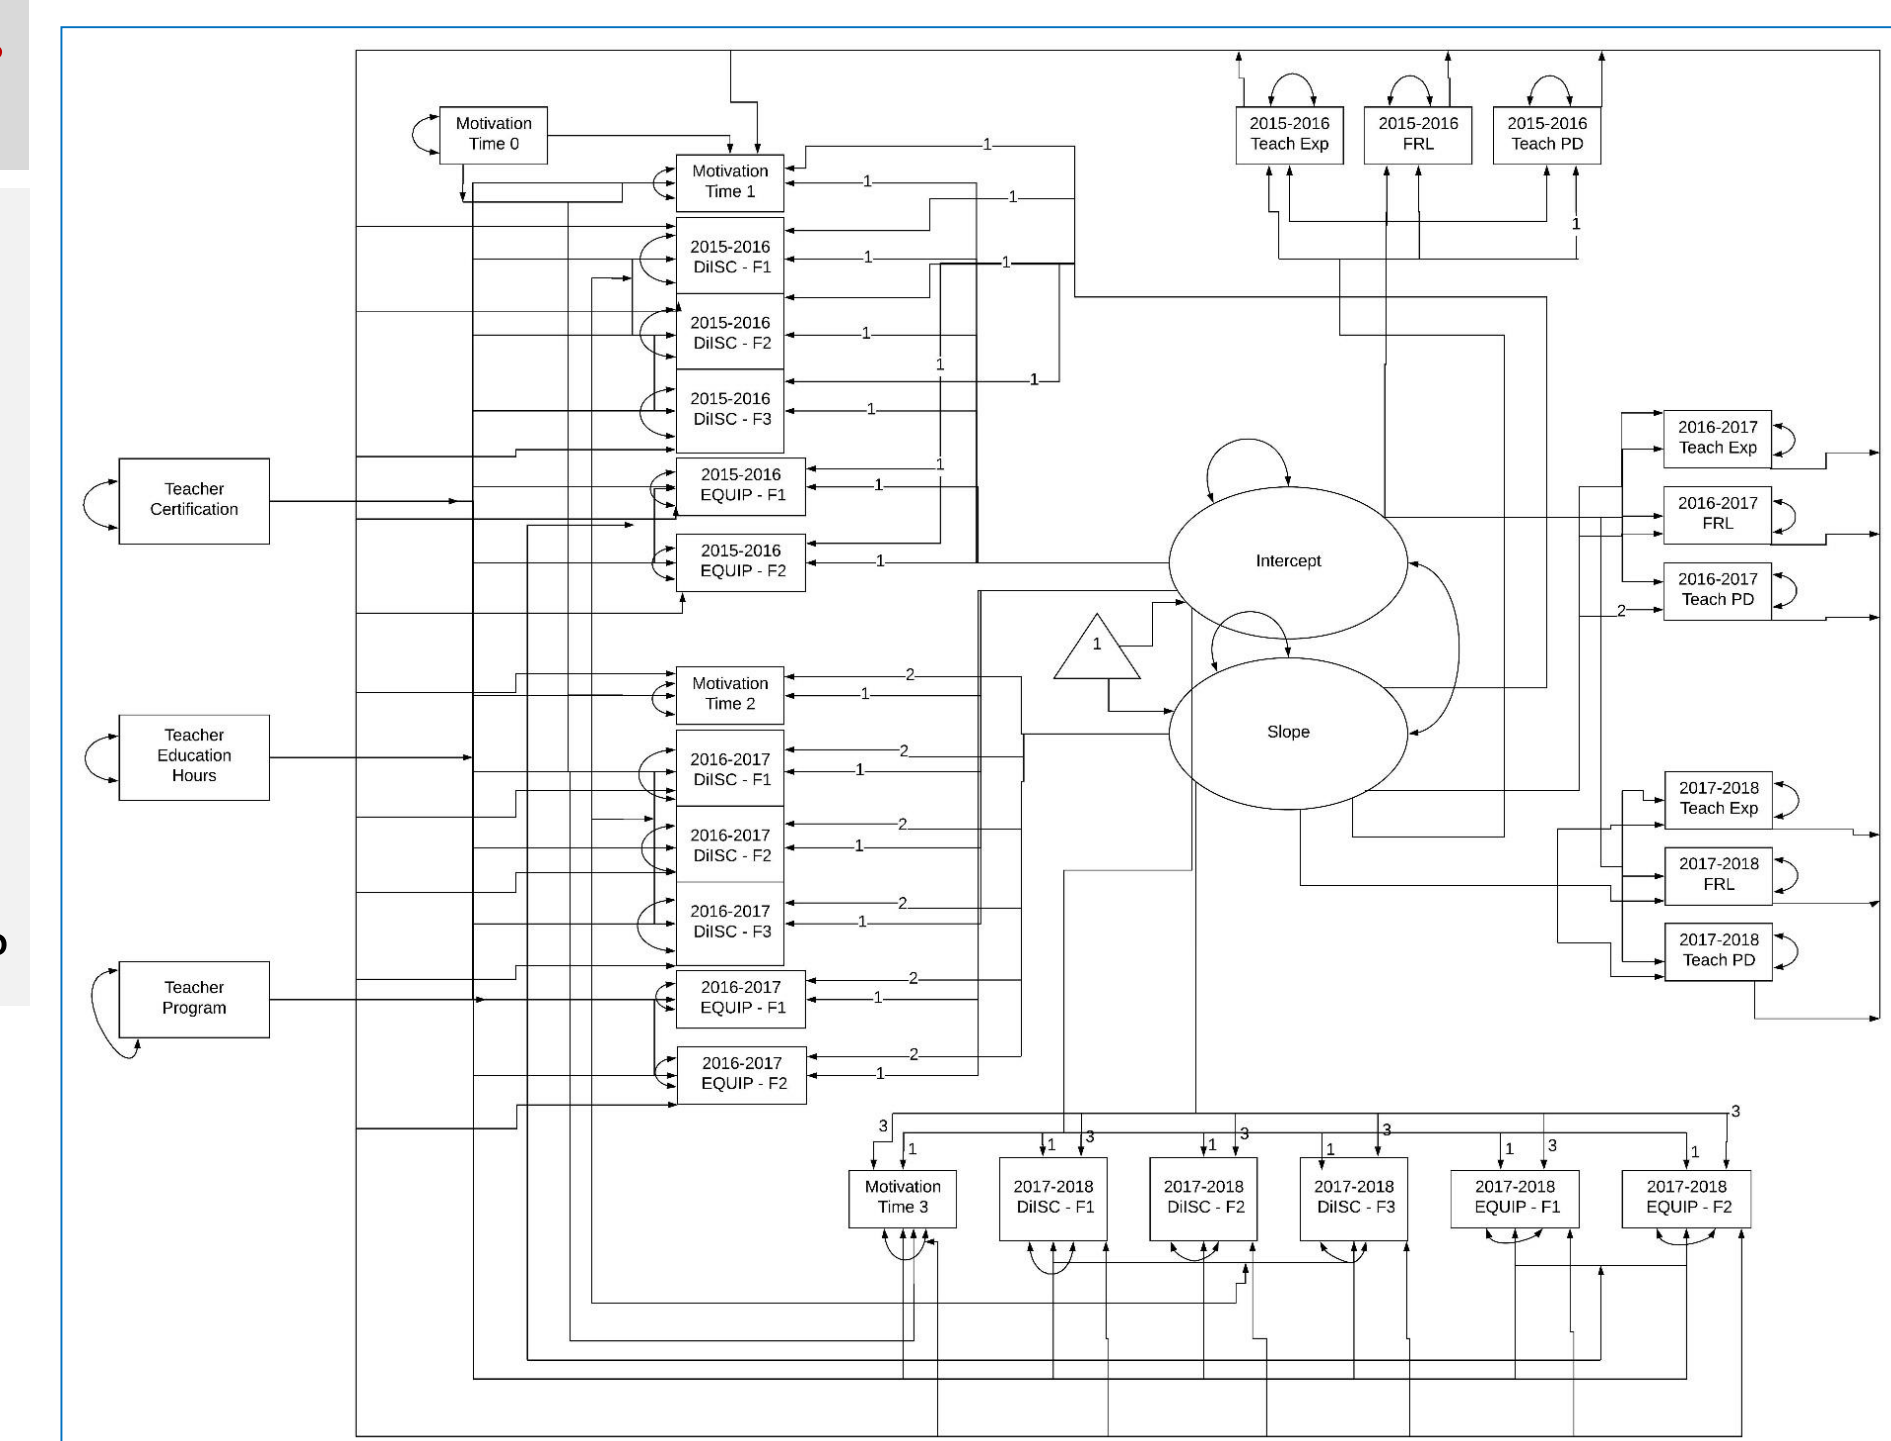 Motivation
Time 0
Motivation
Time 1
1
1
2015-2016
Teach Exp
2015-2016
FRL
2015-2016
Teach PD
1
1
2015-2016
DiISC - F1
1
1
2015-2016
DiISC - F2
1
1
2015-2016
DiISC - F3
1
1
2015-2016
EQUIP - F1
1
1
2015-2016
EQUIP - F2
1
Teacher
Certification
Teacher
Education
Hours
Teacher
Program
Intercept
1
Slope
2016-2017
Teach Exp
2016-2017
FRL
2016-2017
Teach PD
2
Motivation
Time 2
2
1
2016-2017
DiISC - F1
2
1
2016-2017
DiISC - F2
2
1
2016-2017
DiISC - F3
2
1
2016-2017
EQUIP - F1
2
1
2016-2017
EQUIP - F2
2
1
2017-2018
Teach Exp
2017-2018
FRL
2017-2018
Teach PD
3
1
1
3
1
3
1
3
1
3
1
3
Motivation
Time 3
2017-2018
DiISC - F1
2017-2018
DiISC - F2
2017-2018
DiISC - F3
2017-2018
EQUIP - F1
2017-2018
EQUIP - F2